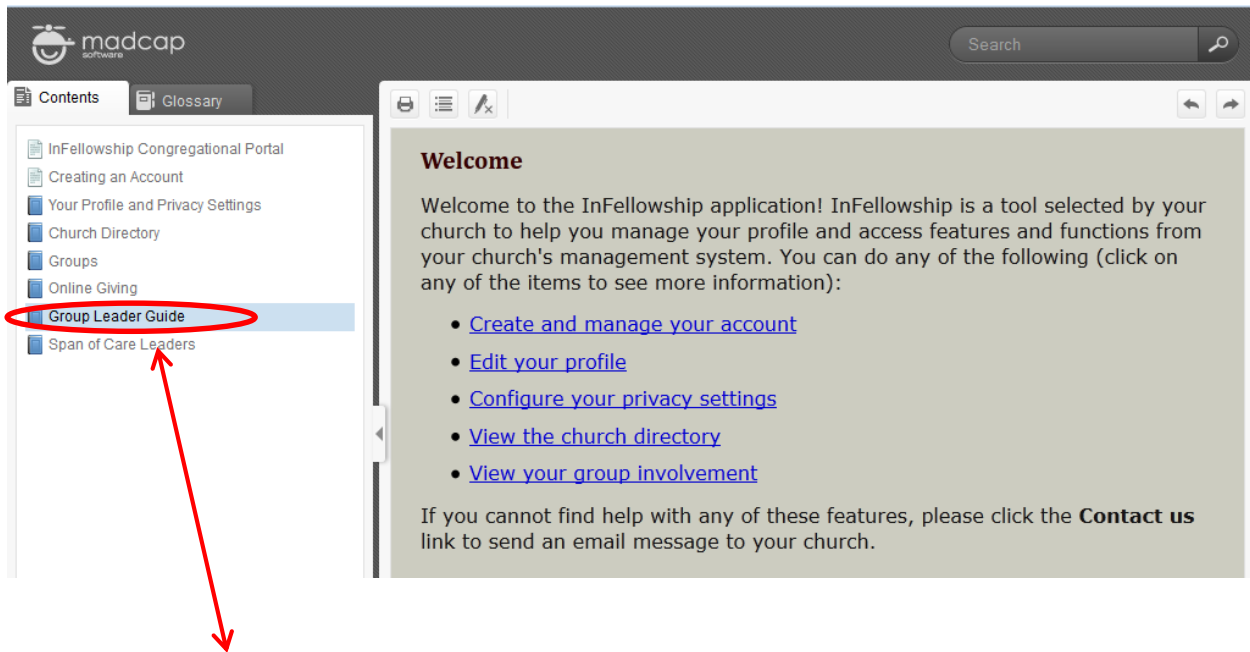 madcap
software
Search
Contents
Glossary
InFellowship Congregational Portal
Creating an Account
Your Profile and Privacy Settings
Church Directory
Groups
Online Giving
Group Leader Guide
Span of Care Leaders
Welcome
Welcome to the InFellowship application! InFellowship is a tool selected by your
church to help you manage your profile and access features and functions from
your church's management system. You can do any of the following (click on
any of the items to see more information):
• Create and manage your account
• Edit your profile
• Configure your privacy settings
• View the church directory
• View your group involvement
If you cannot find help with any of these features, please click the Contact us
link to send an email message to your church.